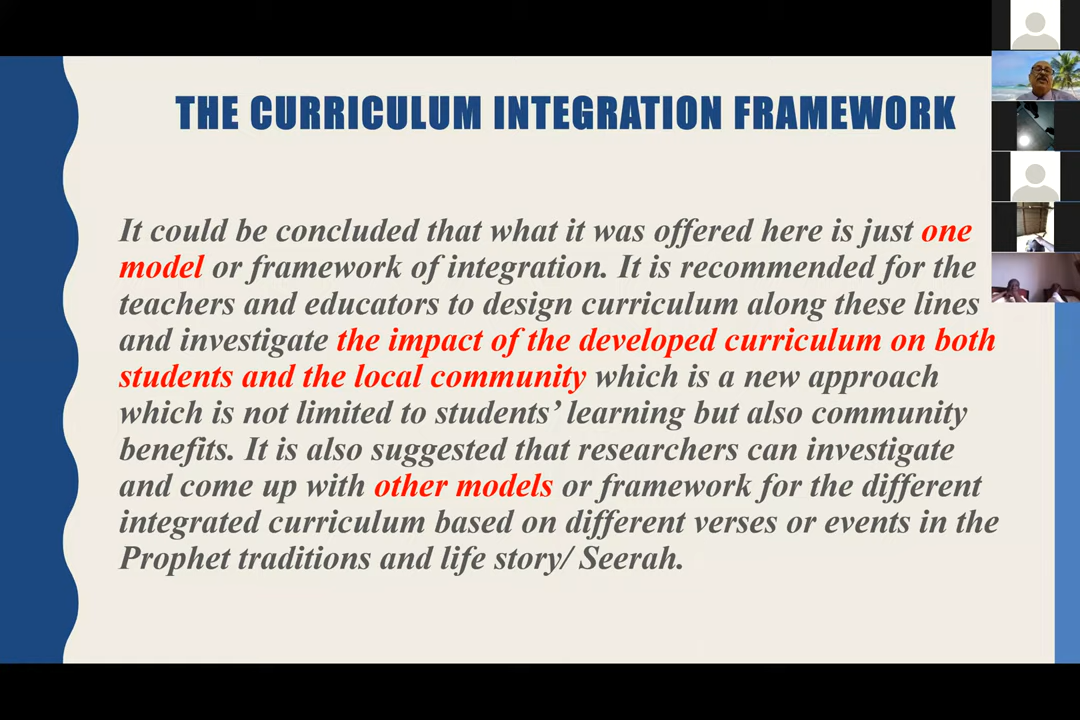 THE CURRICULUM INTEGRATION FRAMEWORK
It could be concluded that what it was offered here is just one
model or framework of integration. It is recommended for the
teachers and educators to design curriculum along these lines
and investigate the impact of the developed curriculum on both
students and the local community which is a new approach
which is not limited to students’ learning but also community
benefits. It is also suggested that researchers can investigate
and come up with other models or framework for the different
integrated curriculum based on different verses or events in the
Prophet traditions and life story/ Seerah.